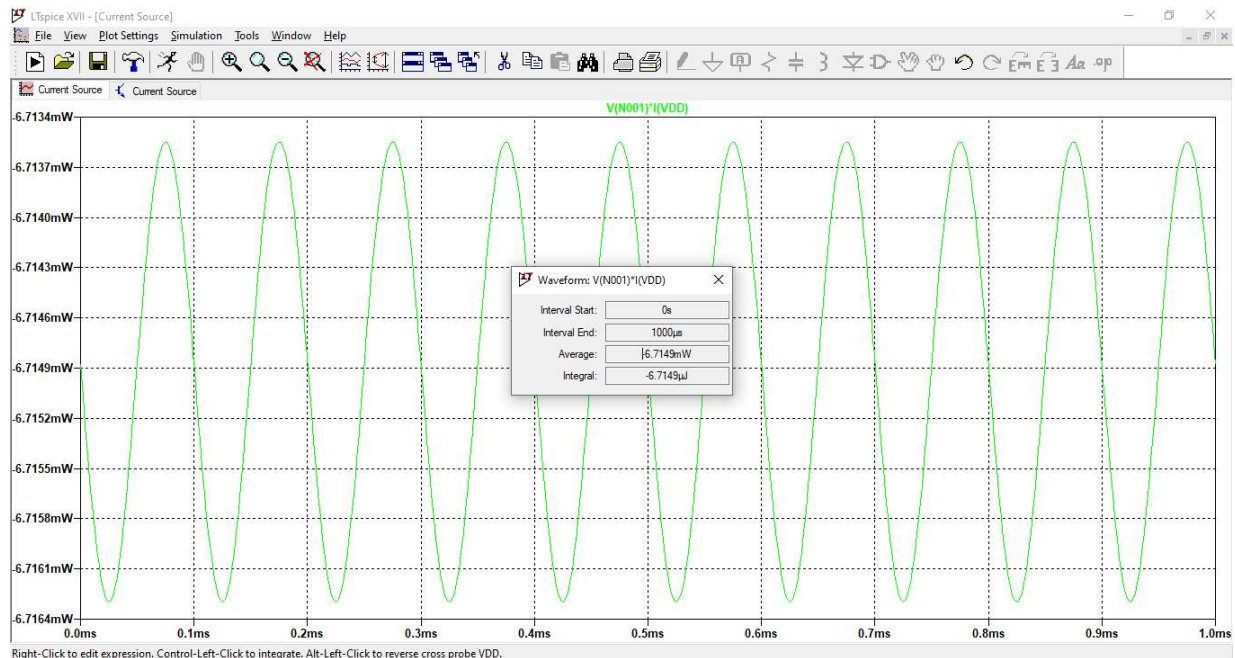 LTspice XVII - [Current Source]
File View Plot Settings Simulation Tools Window Help
Current Source Current Source
V(N001)*I(VDD)
-6.7134mW
-6.7137mW
-6.7140mW
-6.7143mW
-6.7146mW
-6.7149mW
-6.7152mW
-6.7155mW
-6.7158mW
-6.7161mW
-6.7164mW
Waveform: V(N001)*I(VDD)
Interval Start: 0s
Interval End: 1000µs
Average: -6.7149mW
Integral: -6.7149µJ
0.0ms 0.1ms 0.2ms 0.3ms 0.4ms 0.5ms 0.6ms 0.7ms 0.8ms 0.9ms 1.0ms
Right-Click to edit expression. Control-Left-Click to integrate. Alt-Left-Click to reverse cross probe VDD.